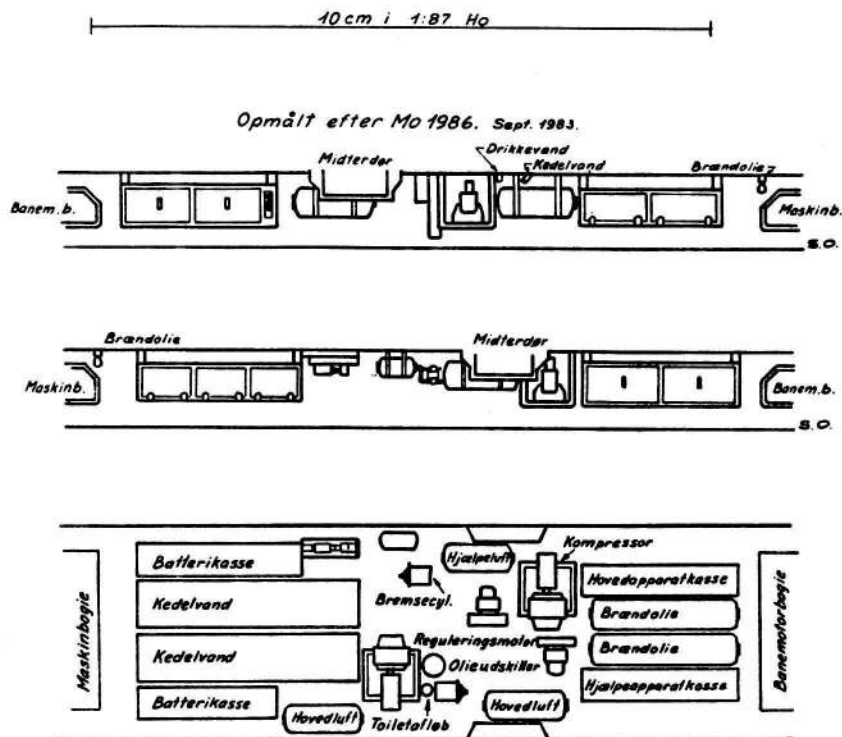 10 cm i 1:87 Ho
Opmålt efter Mo 1986. Sept. 1983.
Drikkevand
Midterdør
Kedelvand
Brændolie
Banem.b.
Maskinb.
S.O.
Brændolie
Midterdør
Maskinb.
Banem.b.
S.O.
Kompressor
Batterikasse
Hjælpeluft
Hovedapparatkasse
Bremsecyl.
Kedelvand
Brændolie
Maskinbogie
Banemotorbogie
Reguleringsmotor
Brændolie
Kedelvand
Olieudskiller
Hjælpeapparatkasse
Batterikasse
Hovedluft
Hovedluft
Toiletafløb